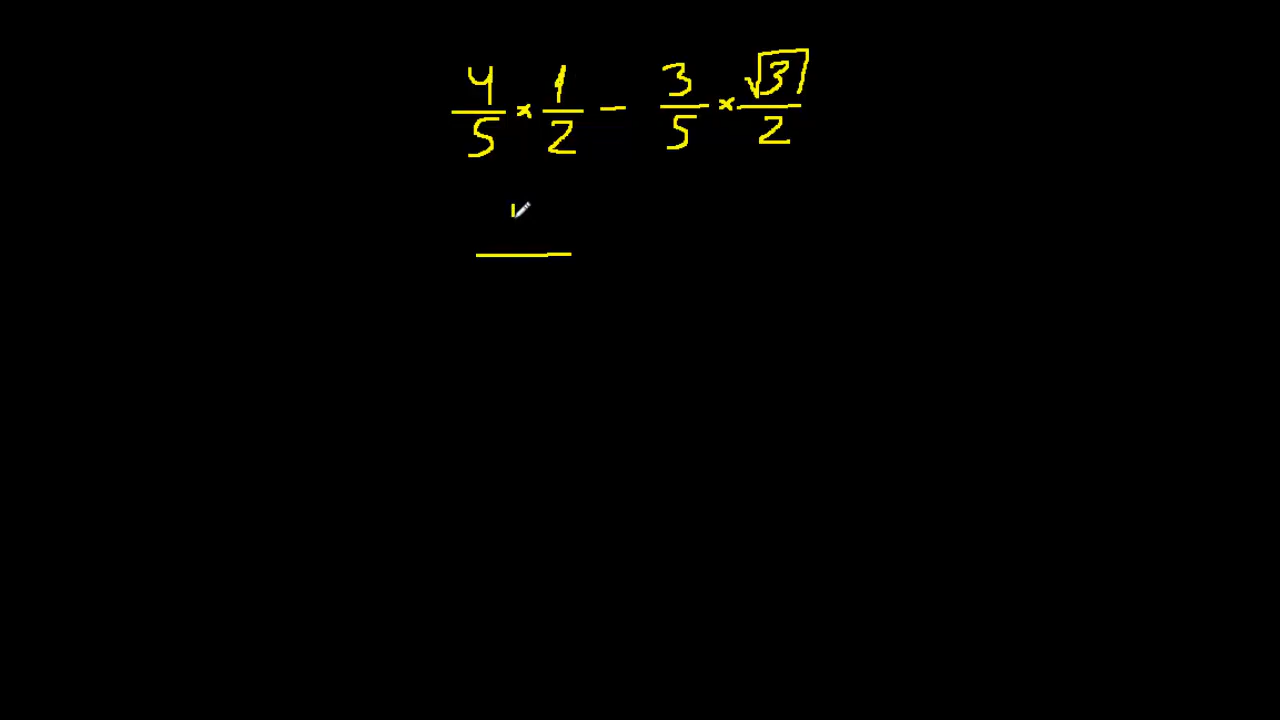 4/5 × 1/2 - 3/5 × √3/2